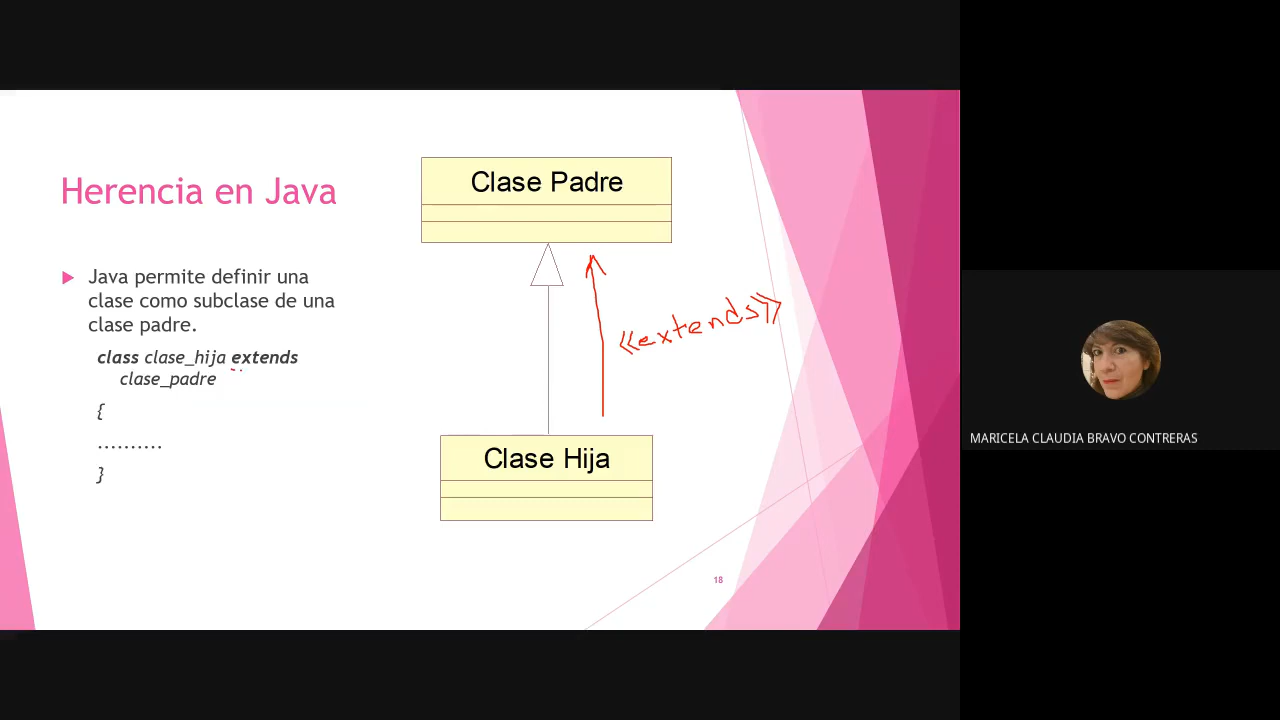 Herencia en Java
Java permite definir una
clase como subclase de una
clase padre.
class clase_hija extends
clase_padre
{
..........
}
Clase Padre
<<extends>>
Clase Hija
18
MARICELA CLAUDIA BRAVO CONTRERAS